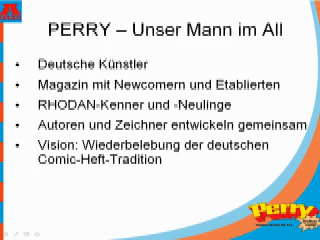 PERRY – Unser Mann im All
• Deutsche Künstler
• Magazin mit Newcomern und Etablierten
• RHODAN-Kenner und -Neulinge
• Autoren und Zeichner entwickeln gemeinsam
• Vision: Wiederbelebung der deutschen
Comic-Heft-Tradition
Perry